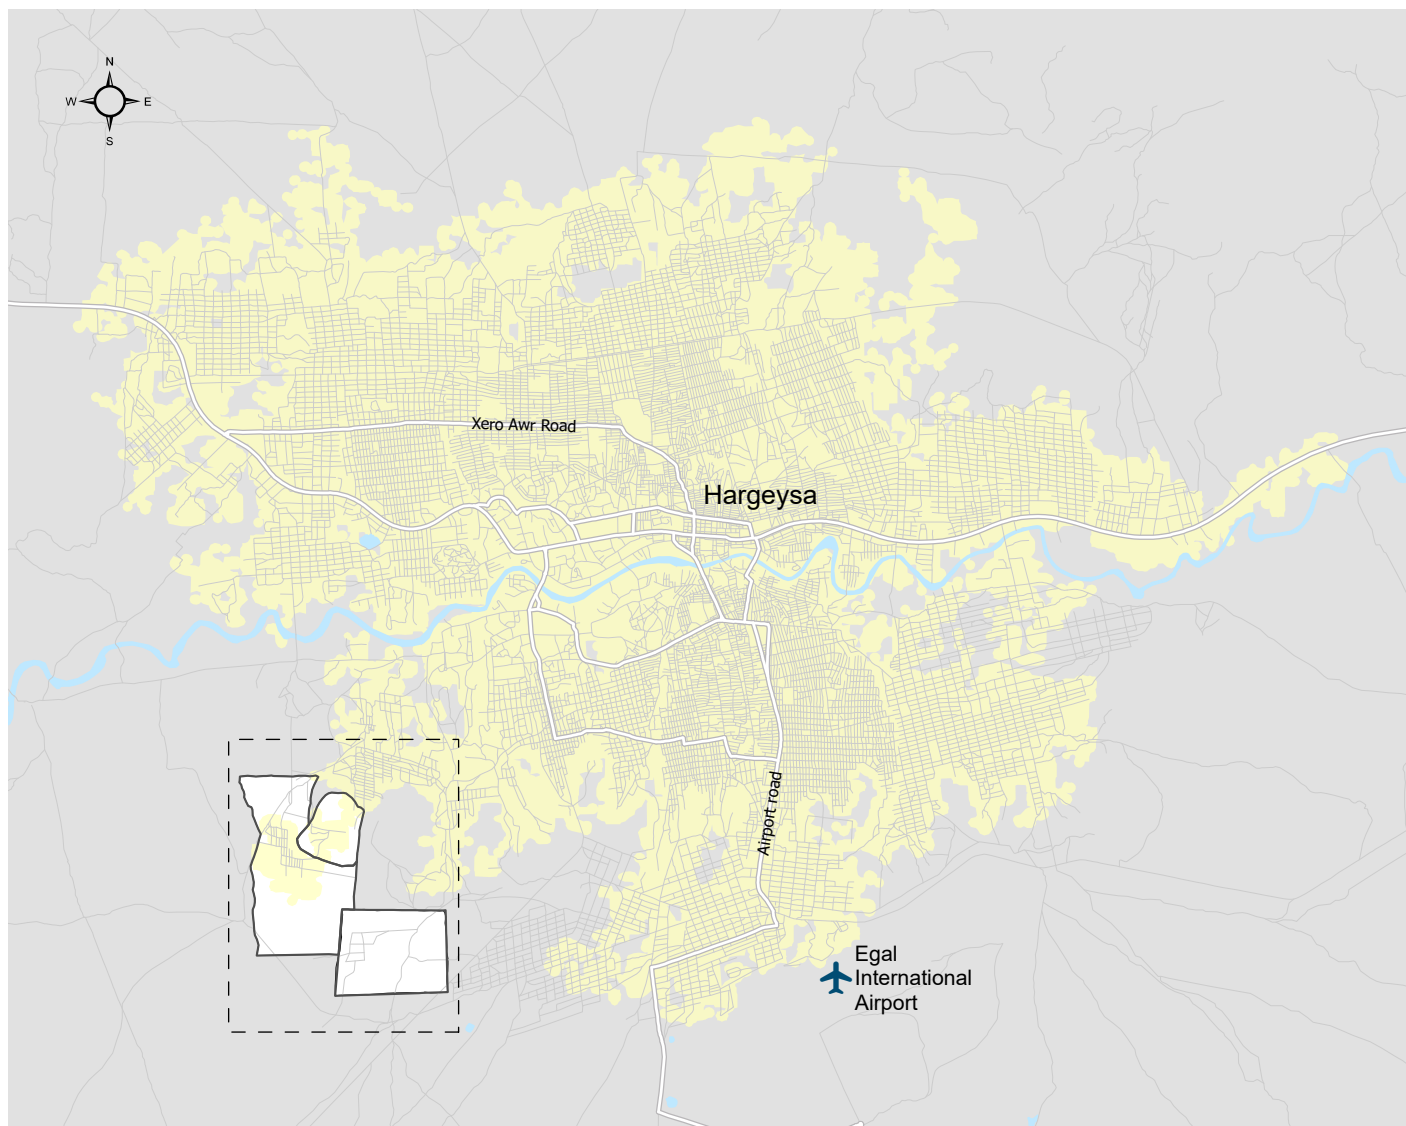 N
W E
S
Xero Awr Road
Hargeysa
Airport road
Egal
International
Airport